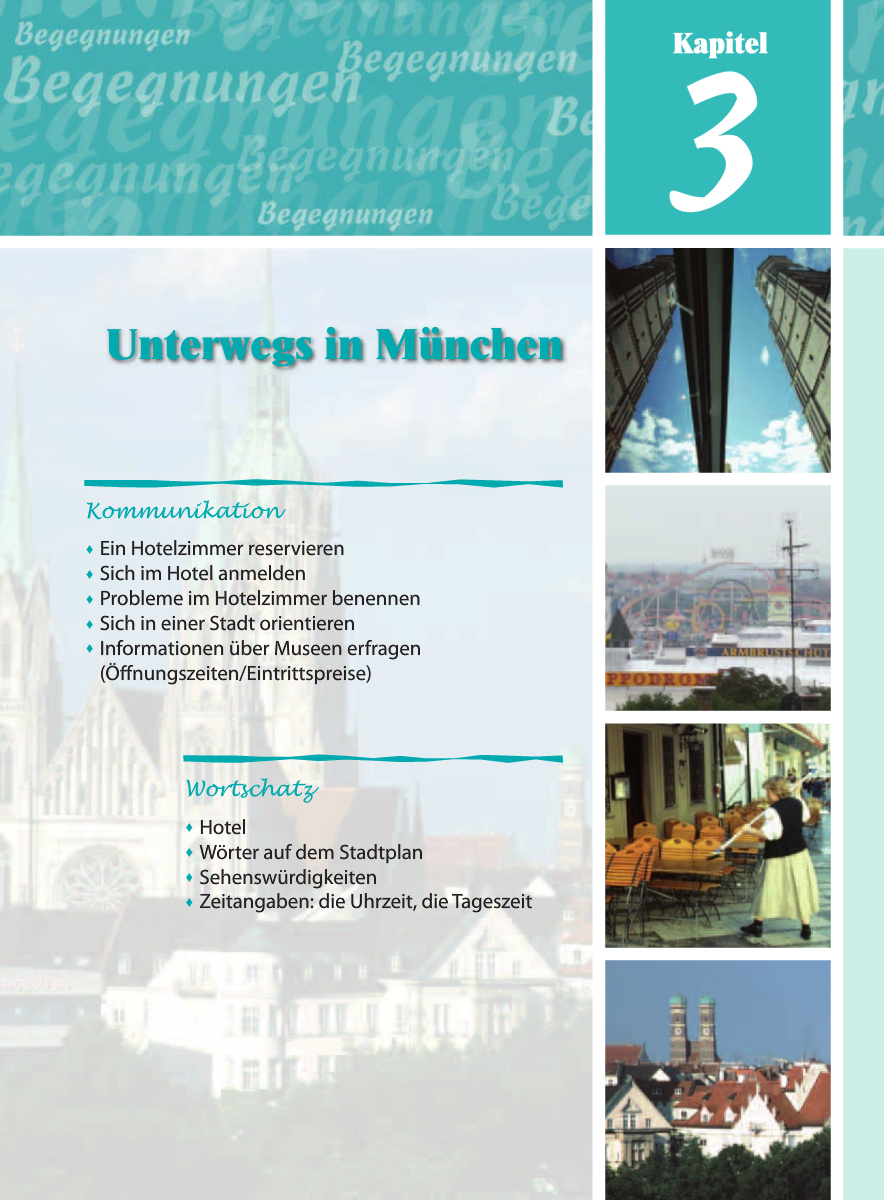 Begegnungen
Begegnungen
Begegnungen
Begegnungen
Begegnungen
Kapitel
3
Unterwegs in München
Kommunikation
Ein Hotelzimmer reservieren
Sich im Hotel anmelden
Probleme im Hotelzimmer benennen
Sich in einer Stadt orientieren
Informationen über Museen erfragen
(Öffnungszeiten/Eintrittspreise)
Wortschatz
Hotel
Wörter auf dem Stadtplan
Sehenswürdigkeiten
Zeitangaben: die Uhrzeit, die Tageszeit
ARMBRUSTSCHÜT
PPODROM